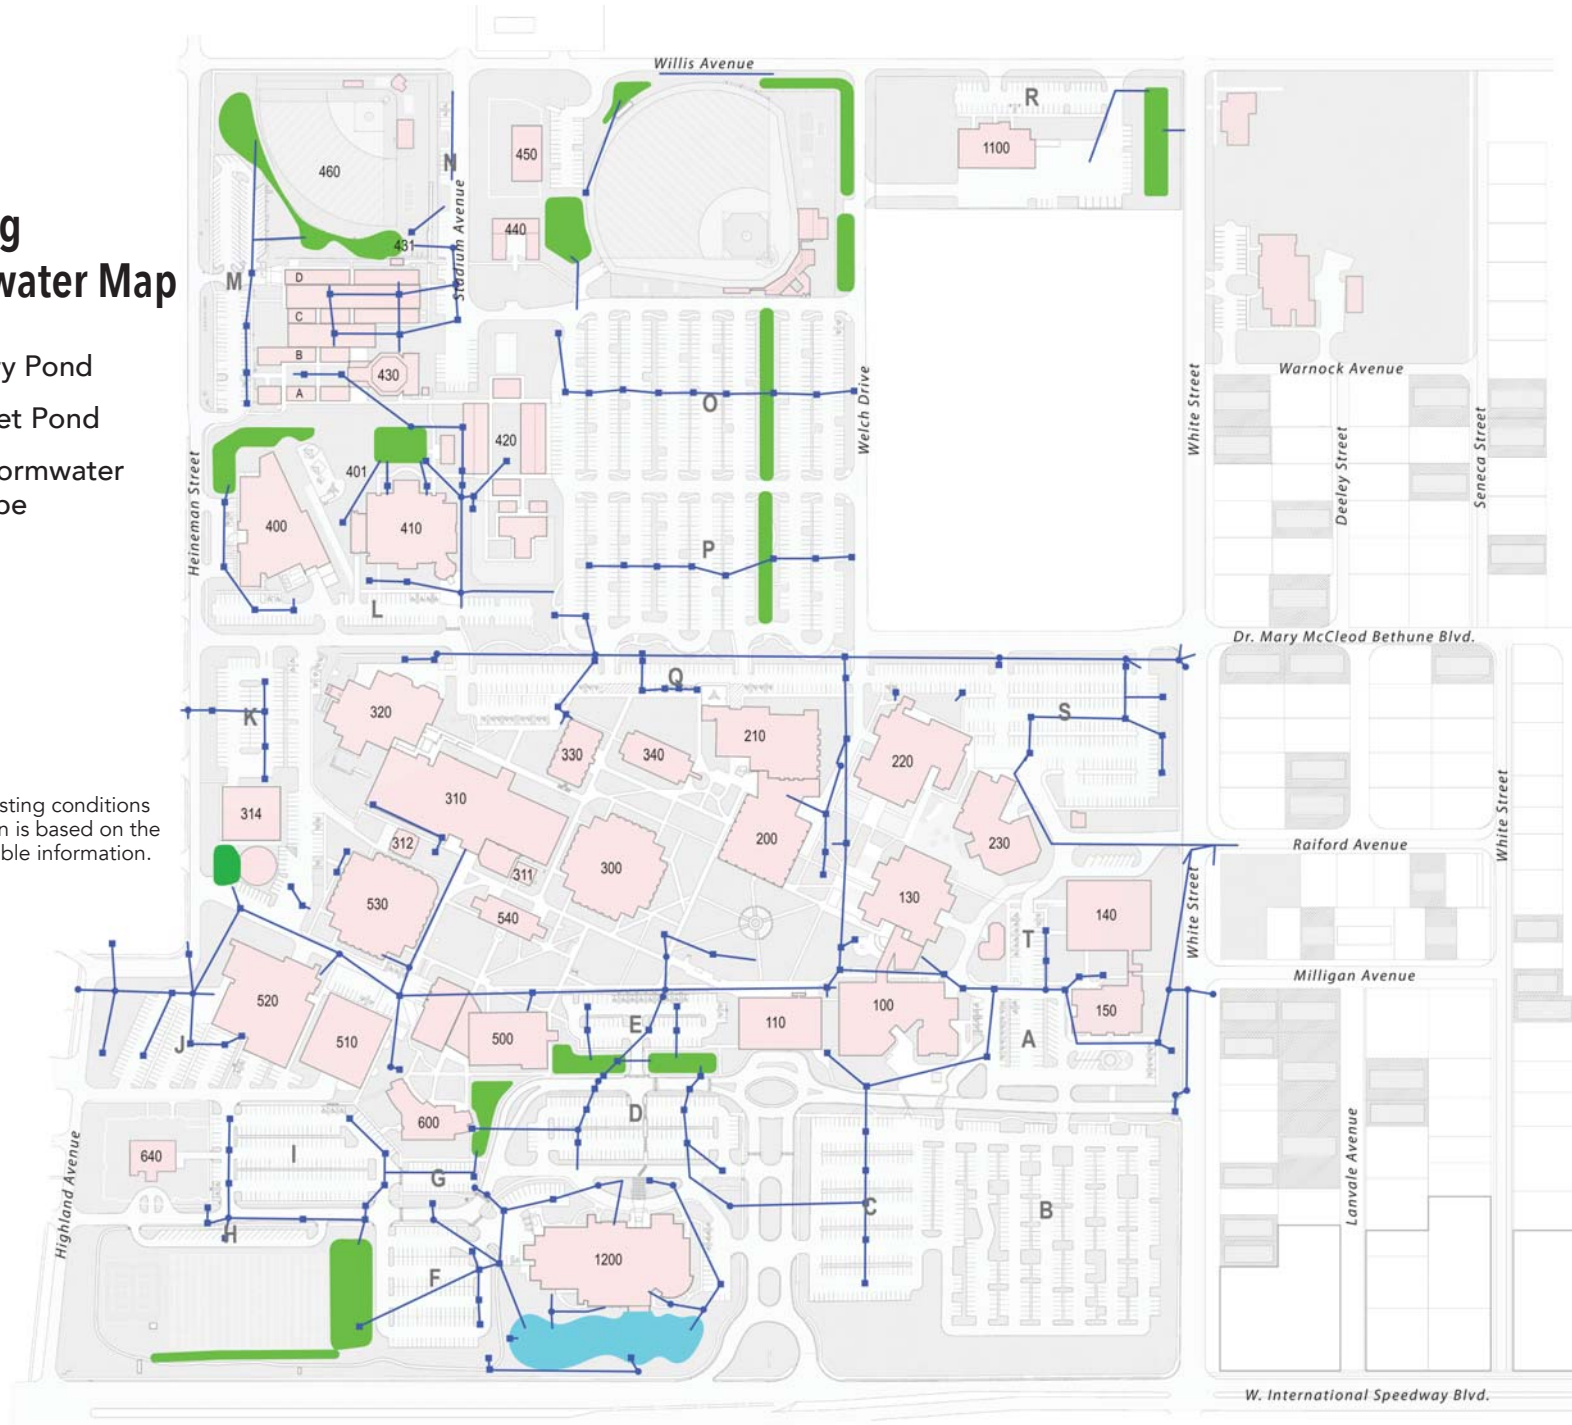 Willis Avenue
R
450
1100
460
N
g
water Map
440
431
Stadium Avenue
D
M
C
B
430
A
y Pond
et Pond
ormwater
pe
O
Welch Drive
White Street
Warnock Avenue
Deeley Street
Seneca Street
420
401
Heineman Street
400
410
P
L
Dr. Mary McCleod Bethune Blvd.
Q
K
320
S
210
330
340
220
310
314
sting conditions
n is based on the
ble information.
312
200
230
Raiford Avenue
White Street
311
300
530
130
540
140
White Street
T
Milligan Avenue
520
100
150
E
110
J
510
500
A
D
600
I
640
G
Highland Avenue
C
B
Lanvale Avenue
H
1200
F
W. International Speedway Blvd.